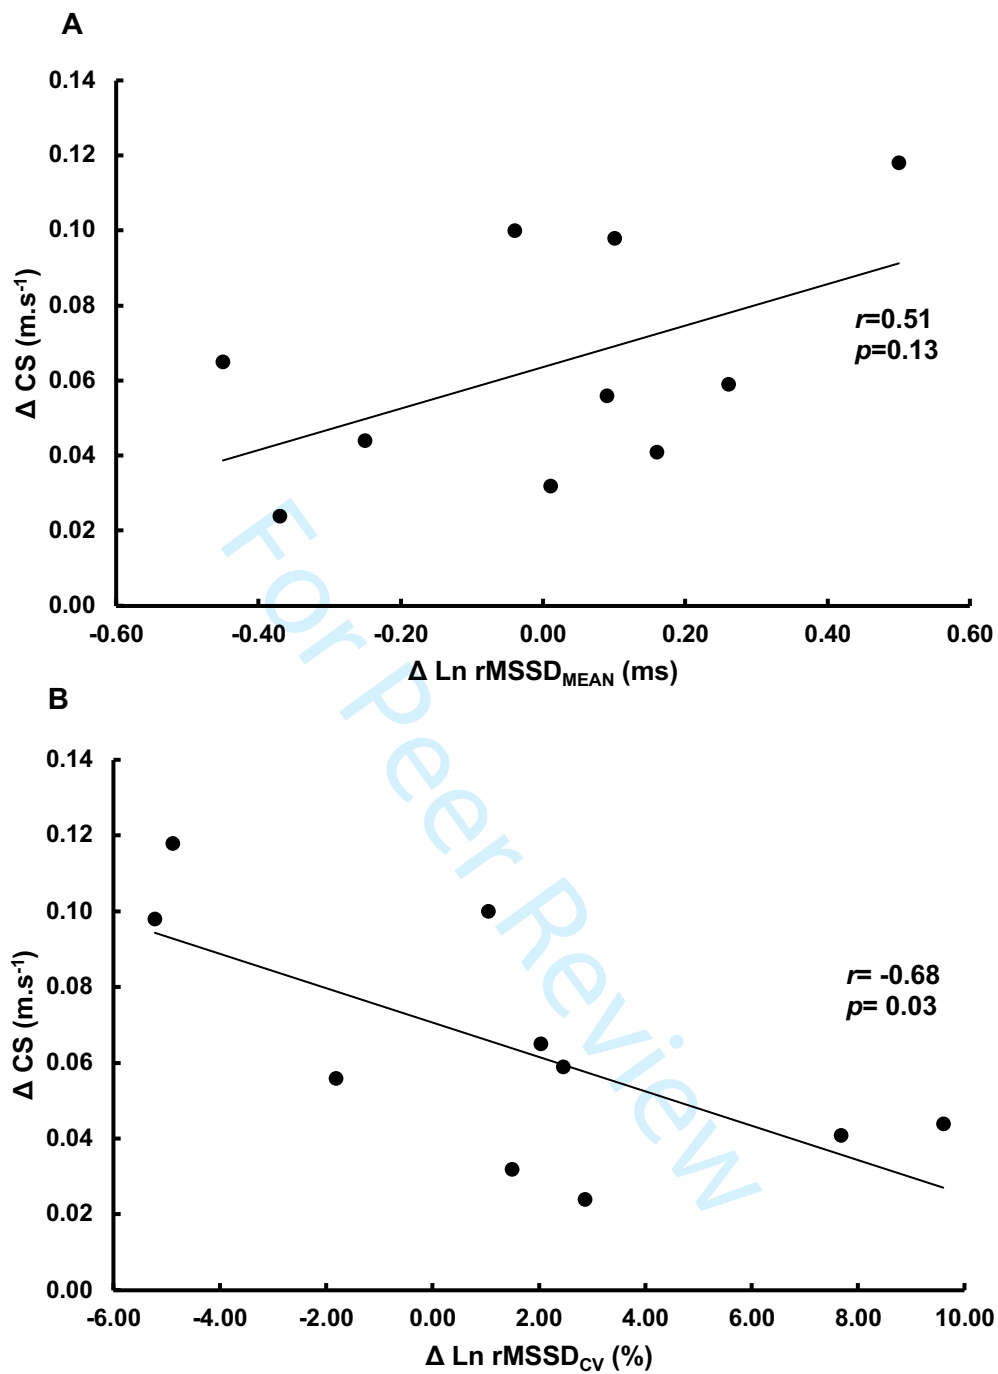 A
0.14
0.12
0.10
0.08
0.06
0.04
0.02
0.00
Δ CS (m.s⁻¹)
r=0.51
p=0.13
-0.60 -0.40 -0.20 0.00 0.20 0.40 0.60
Δ Ln rMSSD_MEAN (ms)
For Peer Review
B
0.14
0.12
0.10
0.08
0.06
0.04
0.02
0.00
Δ CS (m.s⁻¹)
r= -0.68
p= 0.03
-6.00 -4.00 -2.00 0.00 2.00 4.00 6.00 8.00 10.00
Δ Ln rMSSD_CV (%)